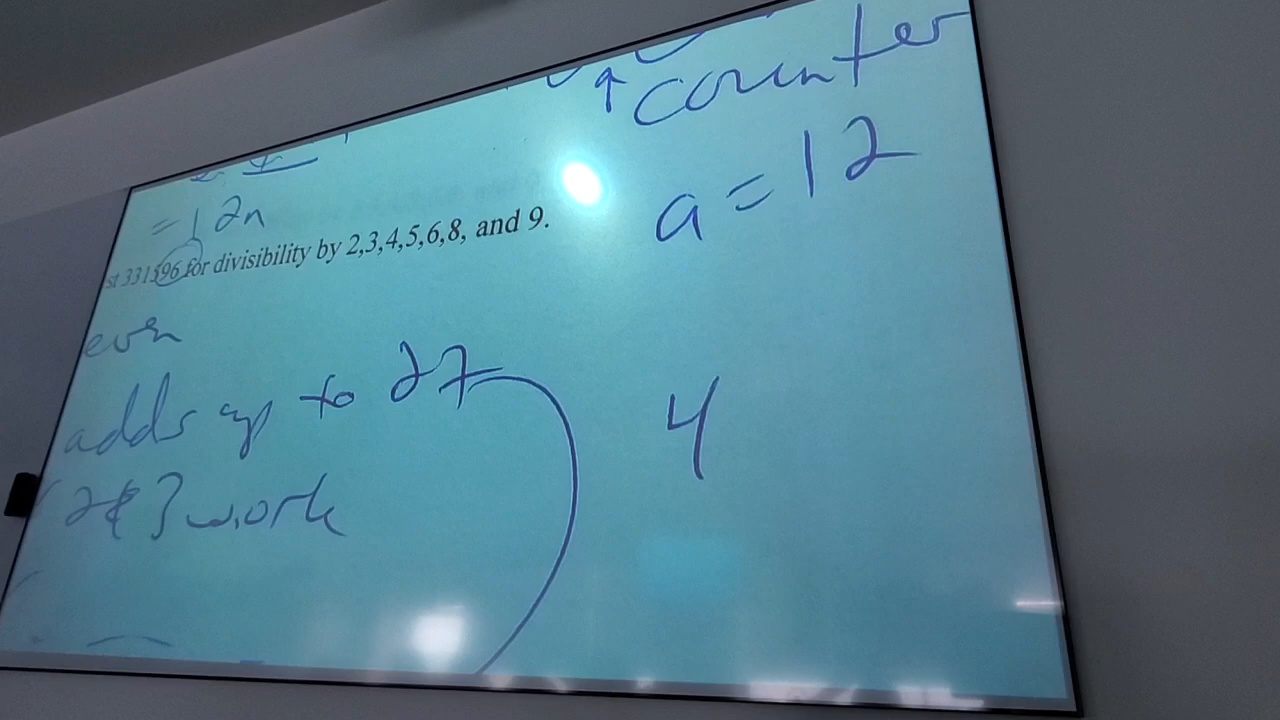 counter
a = 12
= 12n
st 331596 for divisibility by 2,3,4,5,6,8, and 9.
even
adds up to 27
4
2 & 3 work